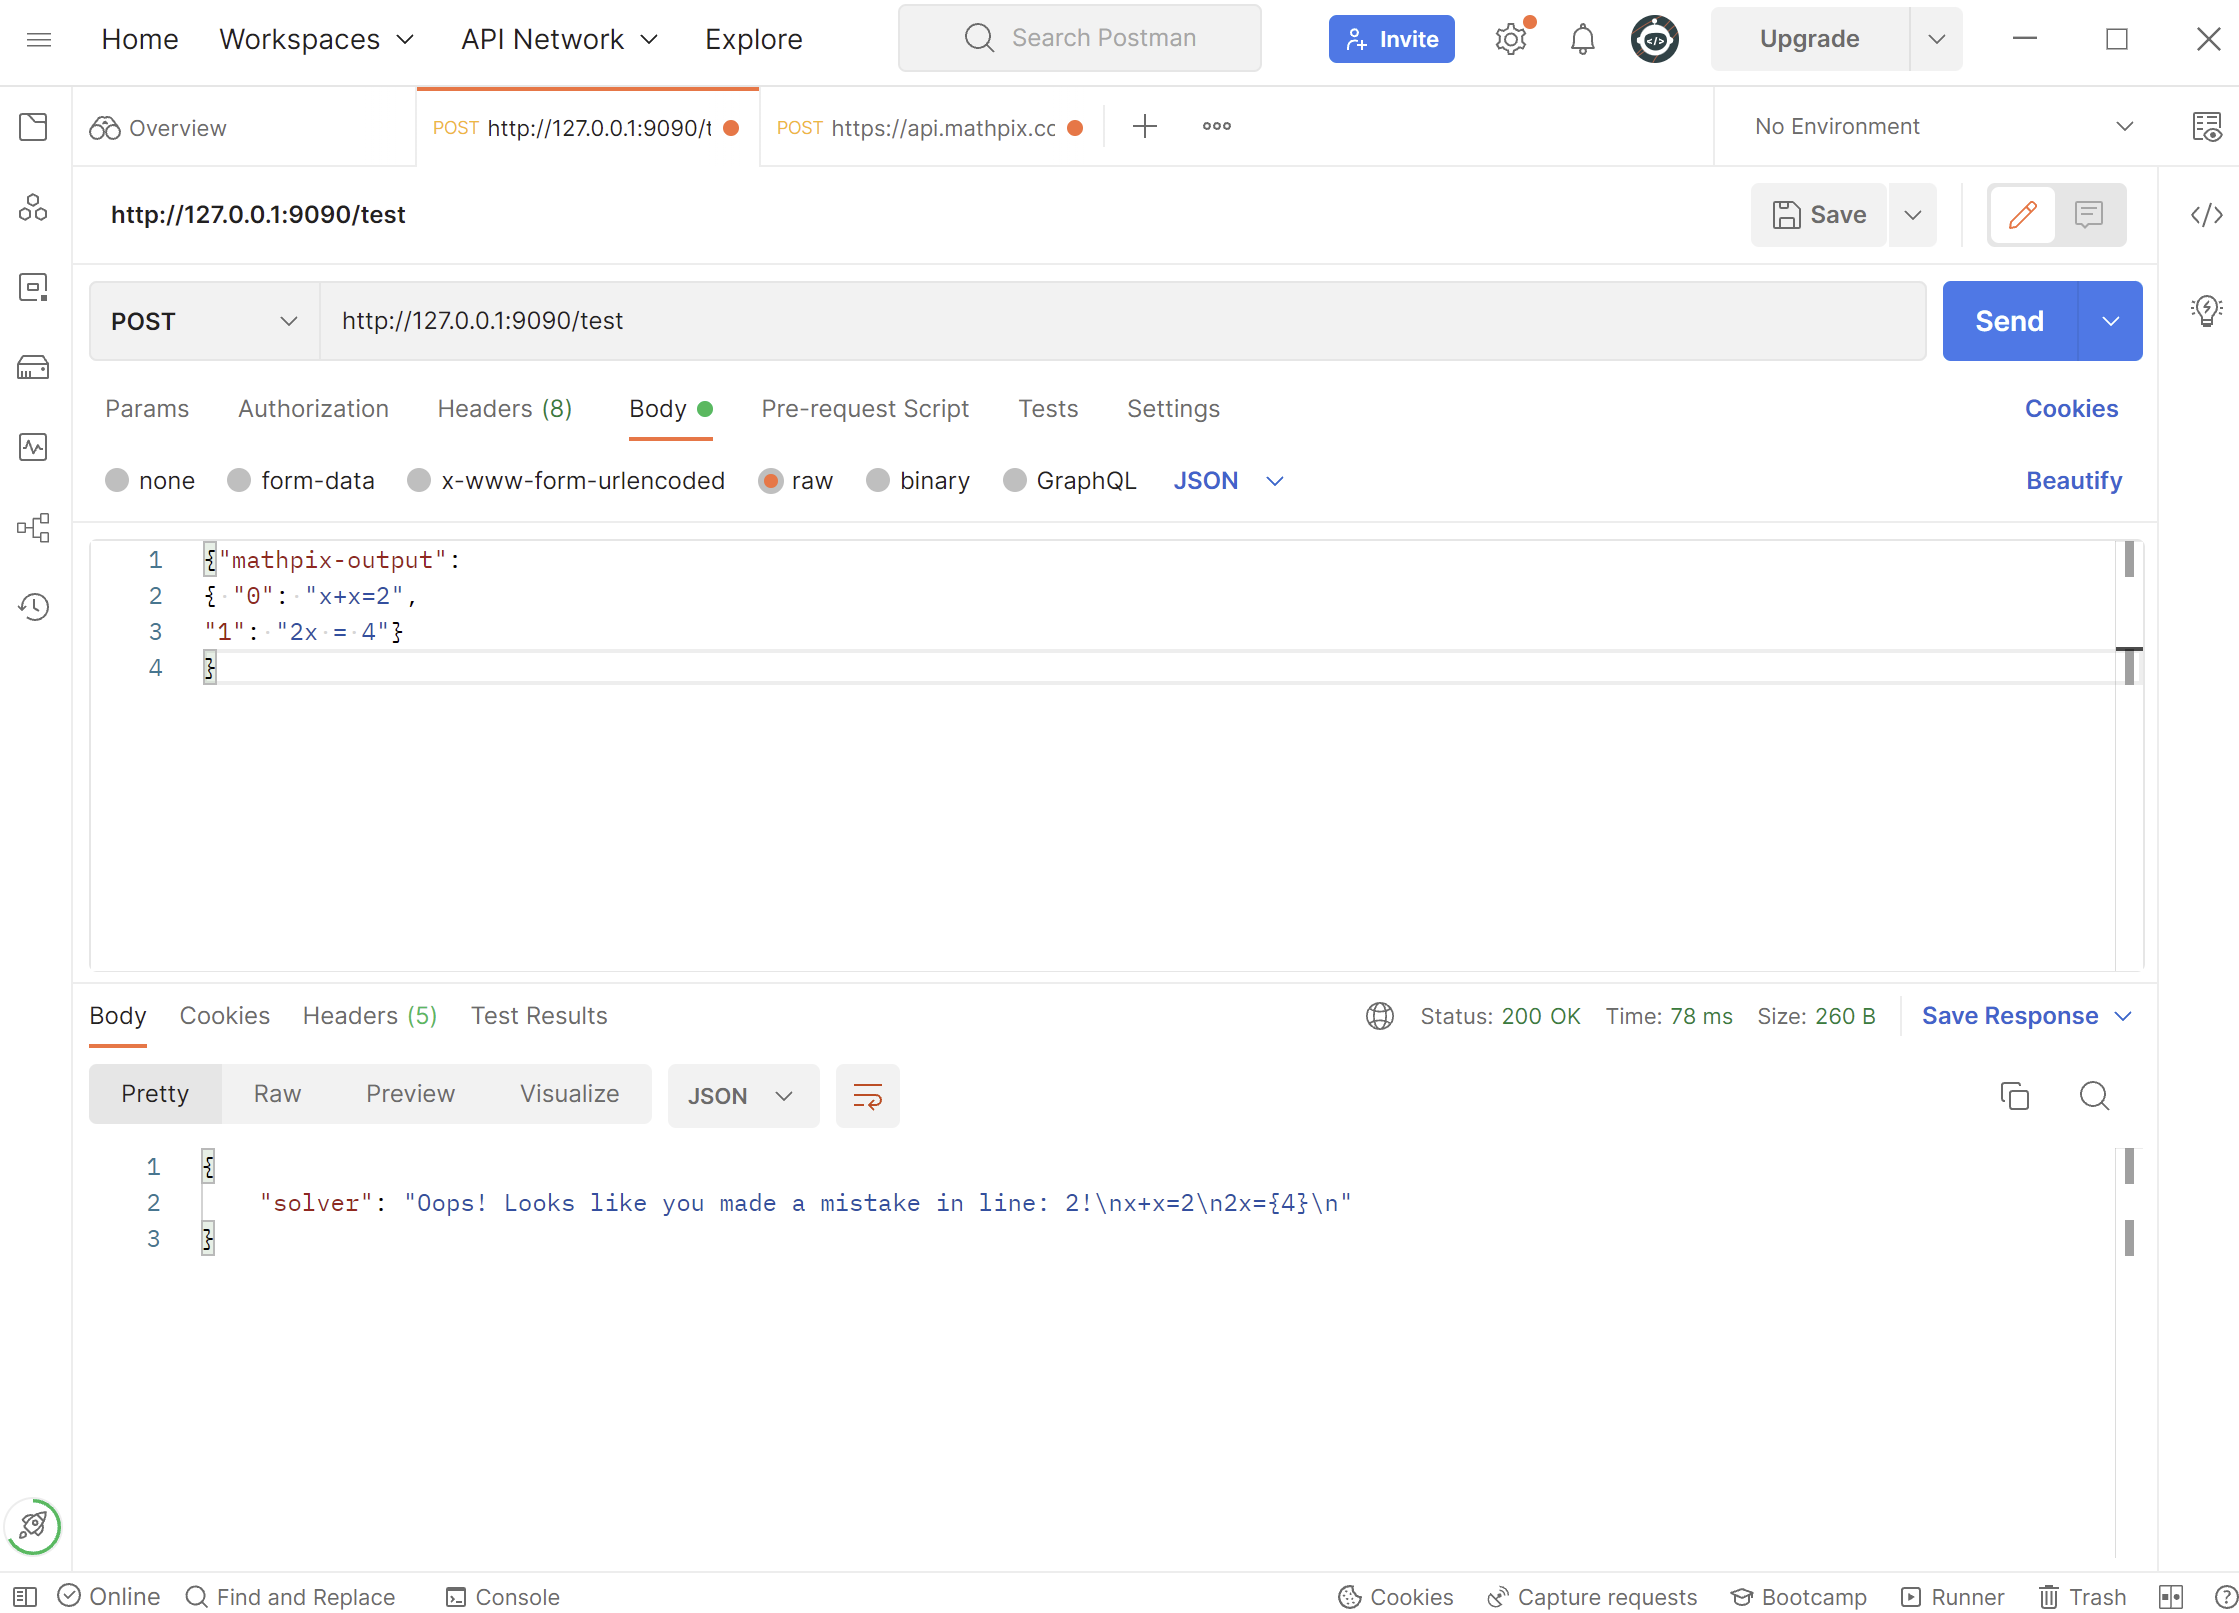 Home Workspaces API Network Explore Search Postman Invite Upgrade
Overview POST http://127.0.0.1:9090/t POST https://api.mathpix.cc No Environment
http://127.0.0.1:9090/test Save
POST http://127.0.0.1:9090/test Send
Params Authorization Headers (8) Body Pre-request Script Tests Settings Cookies
none form-data x-www-form-urlencoded raw binary GraphQL JSON Beautify
1 {"mathpix-output":
2 { "0": "x+x=2",
3 "1": "2x = 4"}
4 }
Body Cookies Headers (5) Test Results Status: 200 OK Time: 78 ms Size: 260 B Save Response
Pretty Raw Preview Visualize JSON
1 {
2 "solver": "Oops! Looks like you made a mistake in line: 2!\nx+x=2\n2x={4}\n"
3 }
Online Find and Replace Console Cookies Capture requests Bootcamp Runner Trash